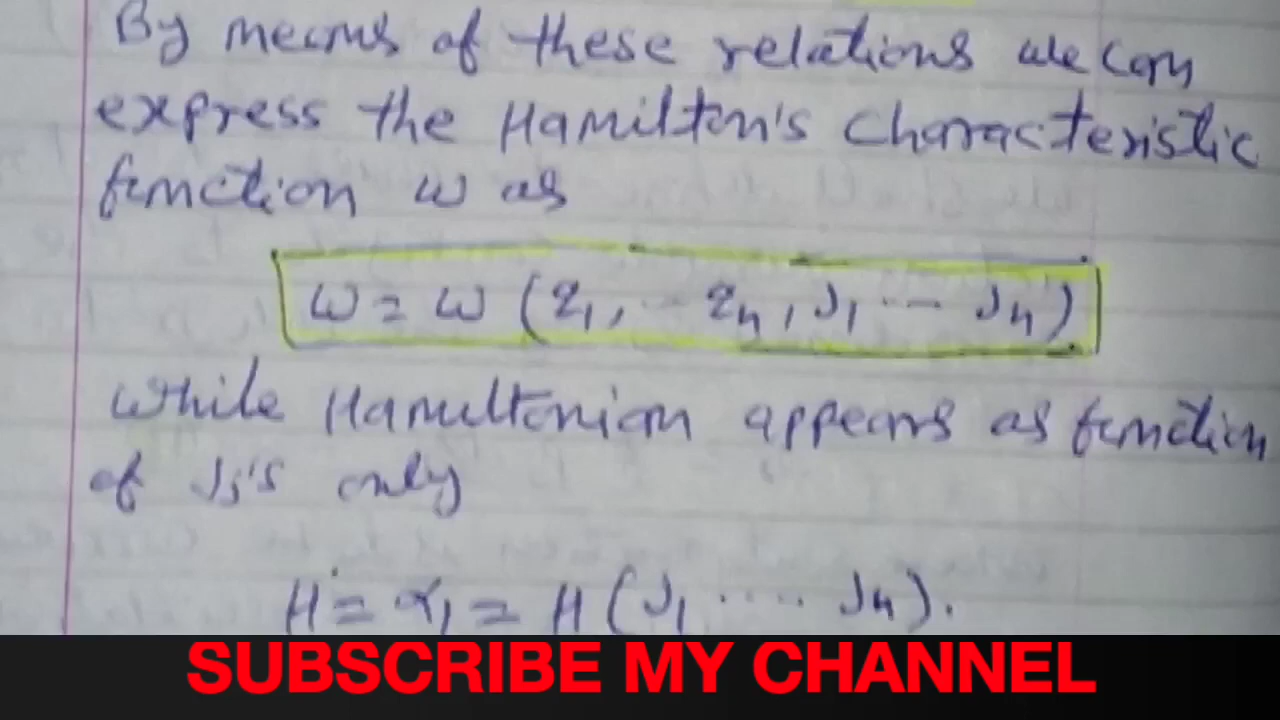 By means of these relations we can
express the Hamilton's characteristic
function W as
W = W (q1, -- qn, J1 --- Jn)
while Hamiltonian appears as function
of Jj's only
H = α1 = H (J1 .... Jn).
SUBSCRIBE MY CHANNEL